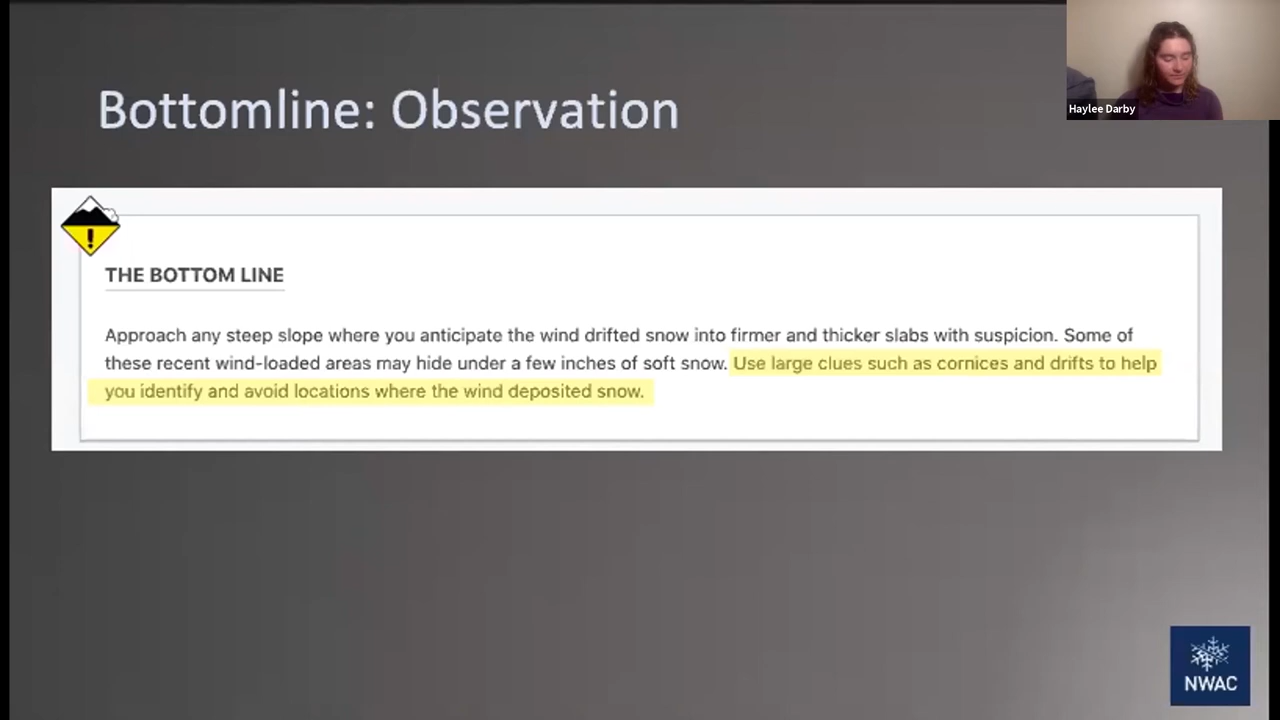 Haylee Darby
Bottomline: Observation
THE BOTTOM LINE
Approach any steep slope where you anticipate the wind drifted snow into firmer and thicker slabs with suspicion. Some of
these recent wind-loaded areas may hide under a few inches of soft snow. Use large clues such as cornices and drifts to help
you identify and avoid locations where the wind deposited snow.
NWAC